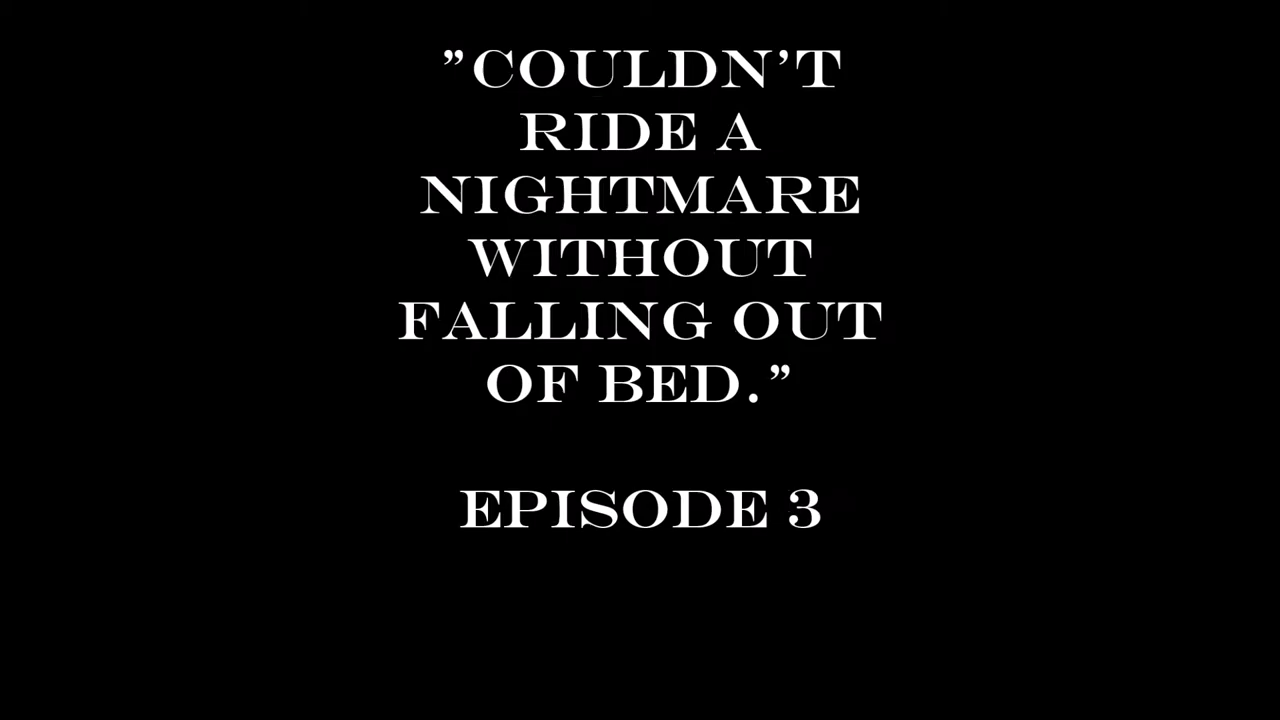 ”COULDN’T
RIDE A
NIGHTMARE
WITHOUT
FALLING OUT
OF BED.”
EPISODE 3